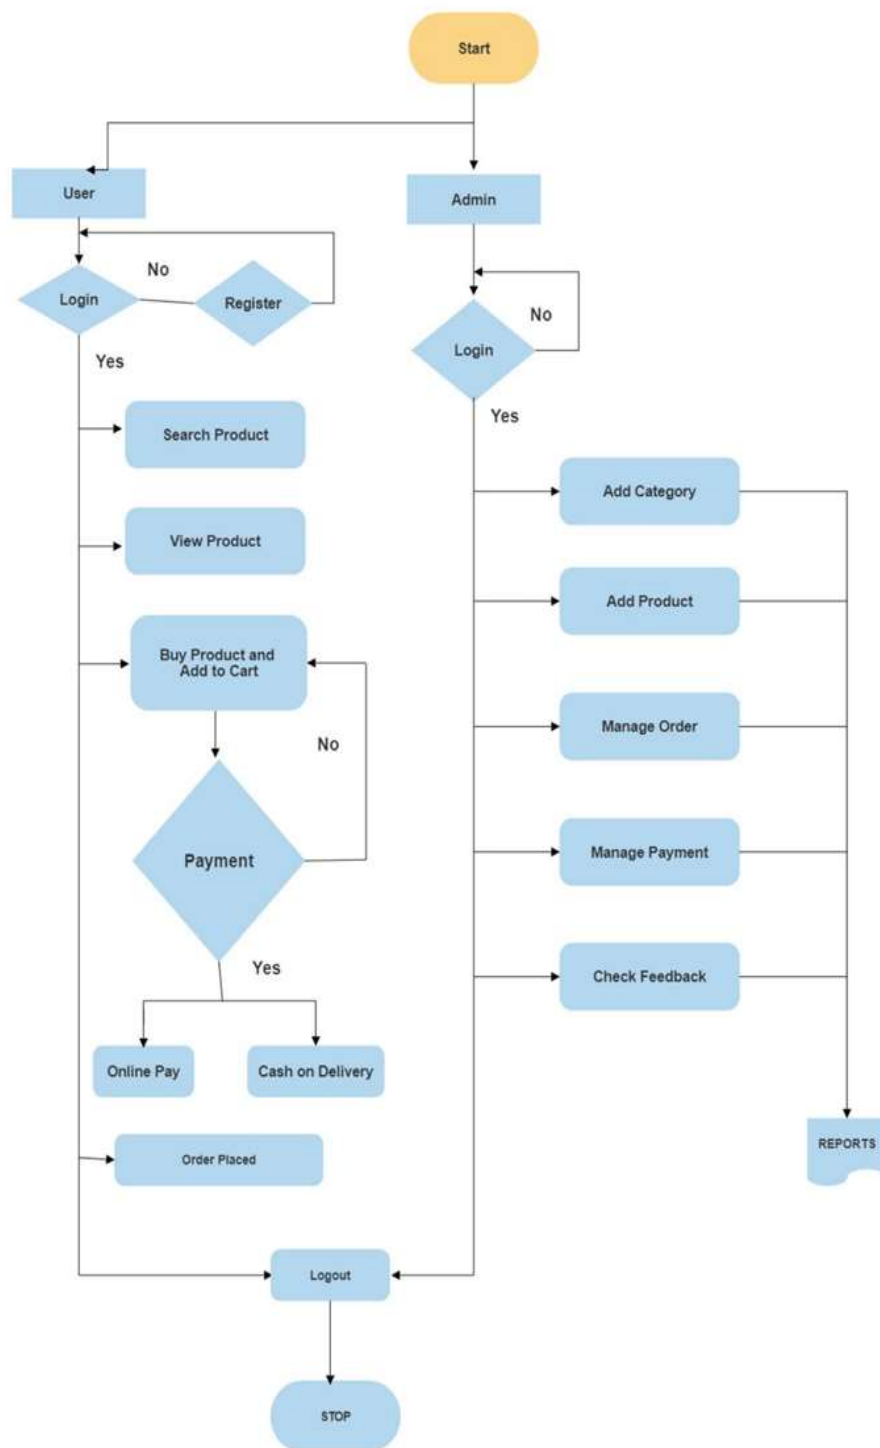 Start
User
Admin
No
Login
Register
No
Login
Yes
Yes
Search Product
Add Category
View Product
Add Product
Buy Product and
Add to Cart
No
Manage Order
Payment
Manage Payment
Yes
Check Feedback
Online Pay
Cash on Delivery
REPORTS
Order Placed
Logout
STOP